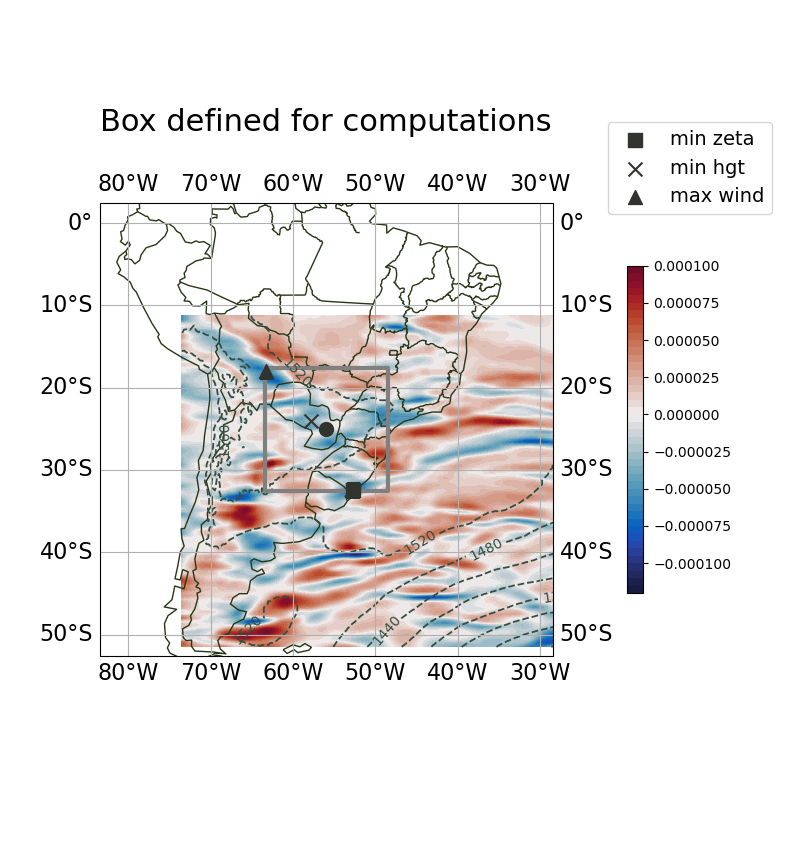 Box defined for computations
min zeta
min hgt
max wind
80°W 70°W 60°W 50°W 40°W 30°W
0° 0°
10°S 10°S
20°S 20°S
30°S 30°S
40°S 40°S
50°S 50°S
80°W 70°W 60°W 50°W 40°W 30°W
1520
1480
1440
0.000100
0.000075
0.000050
0.000025
0.000000
−0.000025
−0.000050
−0.000075
−0.000100